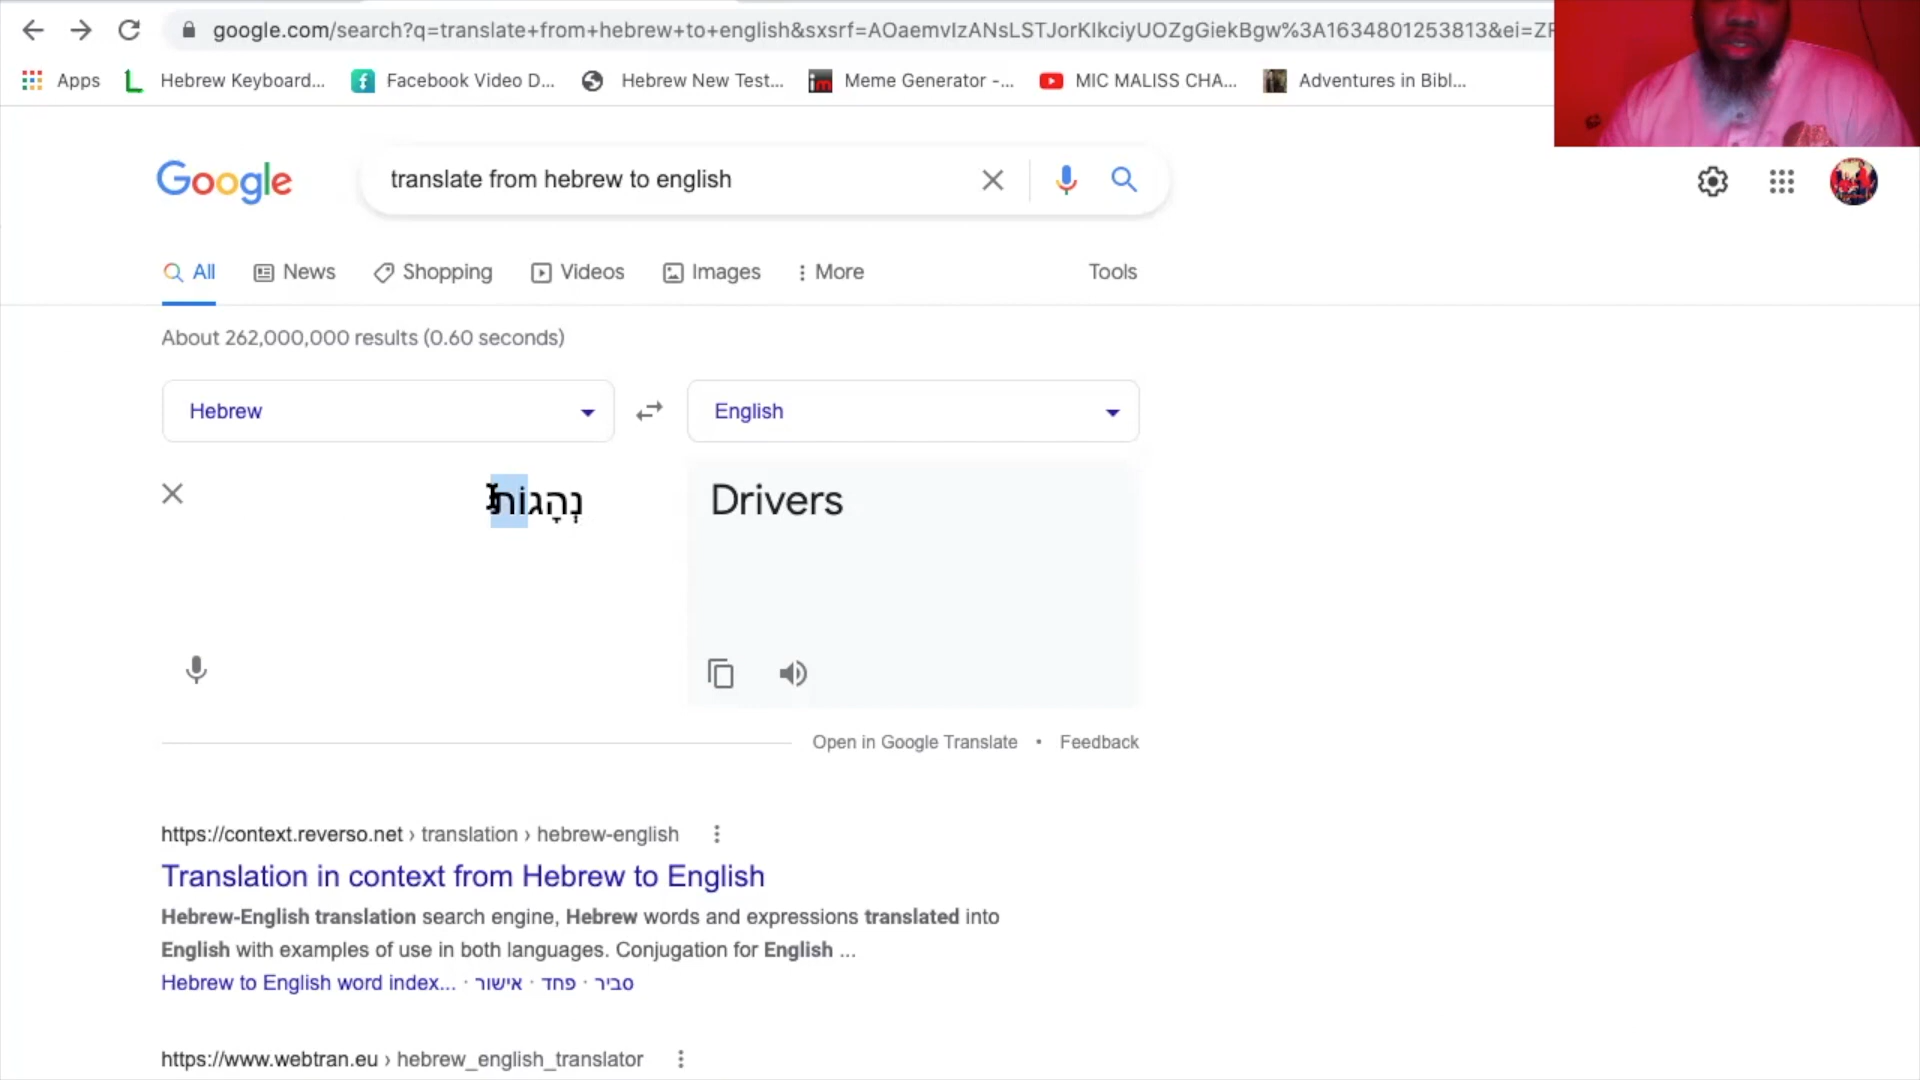 google.com/search?q=translate+from+hebrew+to+english&sxsrf=AOaemvIzANsLSTJorKIkciyUOZgGiekBgw%3A1634801253813&ei=ZF
Apps Hebrew Keyboard... Facebook Video D... Hebrew New Test... Meme Generator -... MIC MALISS CHA... Adventures in Bibl...
Google translate from hebrew to english
All News Shopping Videos Images More Tools
About 262,000,000 results (0.60 seconds)
Hebrew English
נְהָגוֹת Drivers
Open in Google Translate • Feedback
https://context.reverso.net › translation › hebrew-english
Translation in context from Hebrew to English
Hebrew-English translation search engine, Hebrew words and expressions translated into
English with examples of use in both languages. Conjugation for English ...
Hebrew to English word index... · אישור · פחד · סביר
https://www.webtran.eu › hebrew_english_translator